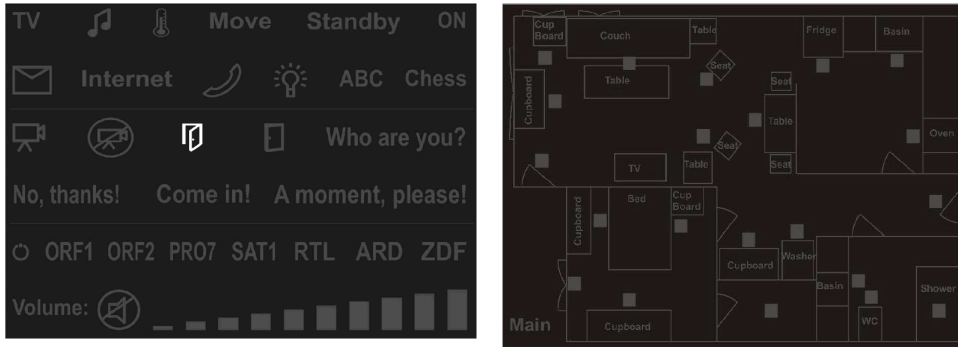 TV Move Standby ON
Internet ABC Chess
Who are you?
No, thanks! Come in! A moment, please!
ORF1 ORF2 PRO7 SAT1 RTL ARD ZDF
Volume:
Cup Board
Couch
Table
Fridge
Basin
Seat
Table
Seat
Cupboard
Table
Oven
Seat
TV
Table
Seat
Bed
Cup Board
Cupboard
Cupboard
Washer
Basin
Shower
WC
Main
Cupboard